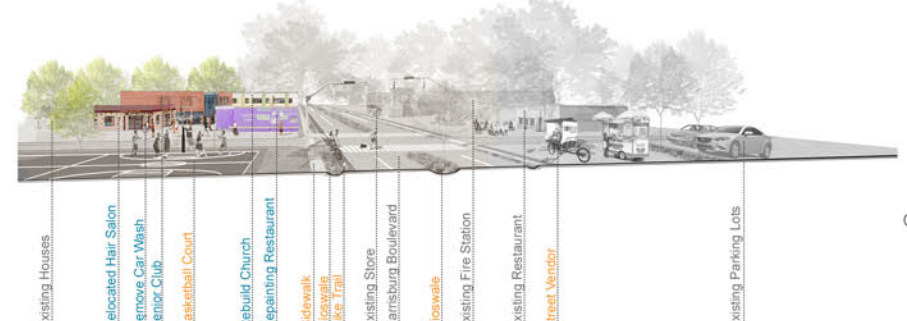 xisting Houses
elocated Hair Salon
emove Car Wash
enior Club
asketball Court
ebuild Church
epainting Restaurant
idewalk
ioswale
ike Trail
xisting Store
arrisburg Boulevard
ioswale
xisting Fire Station
xisting Restaurant
treet Vendor
xisting Parking Lots